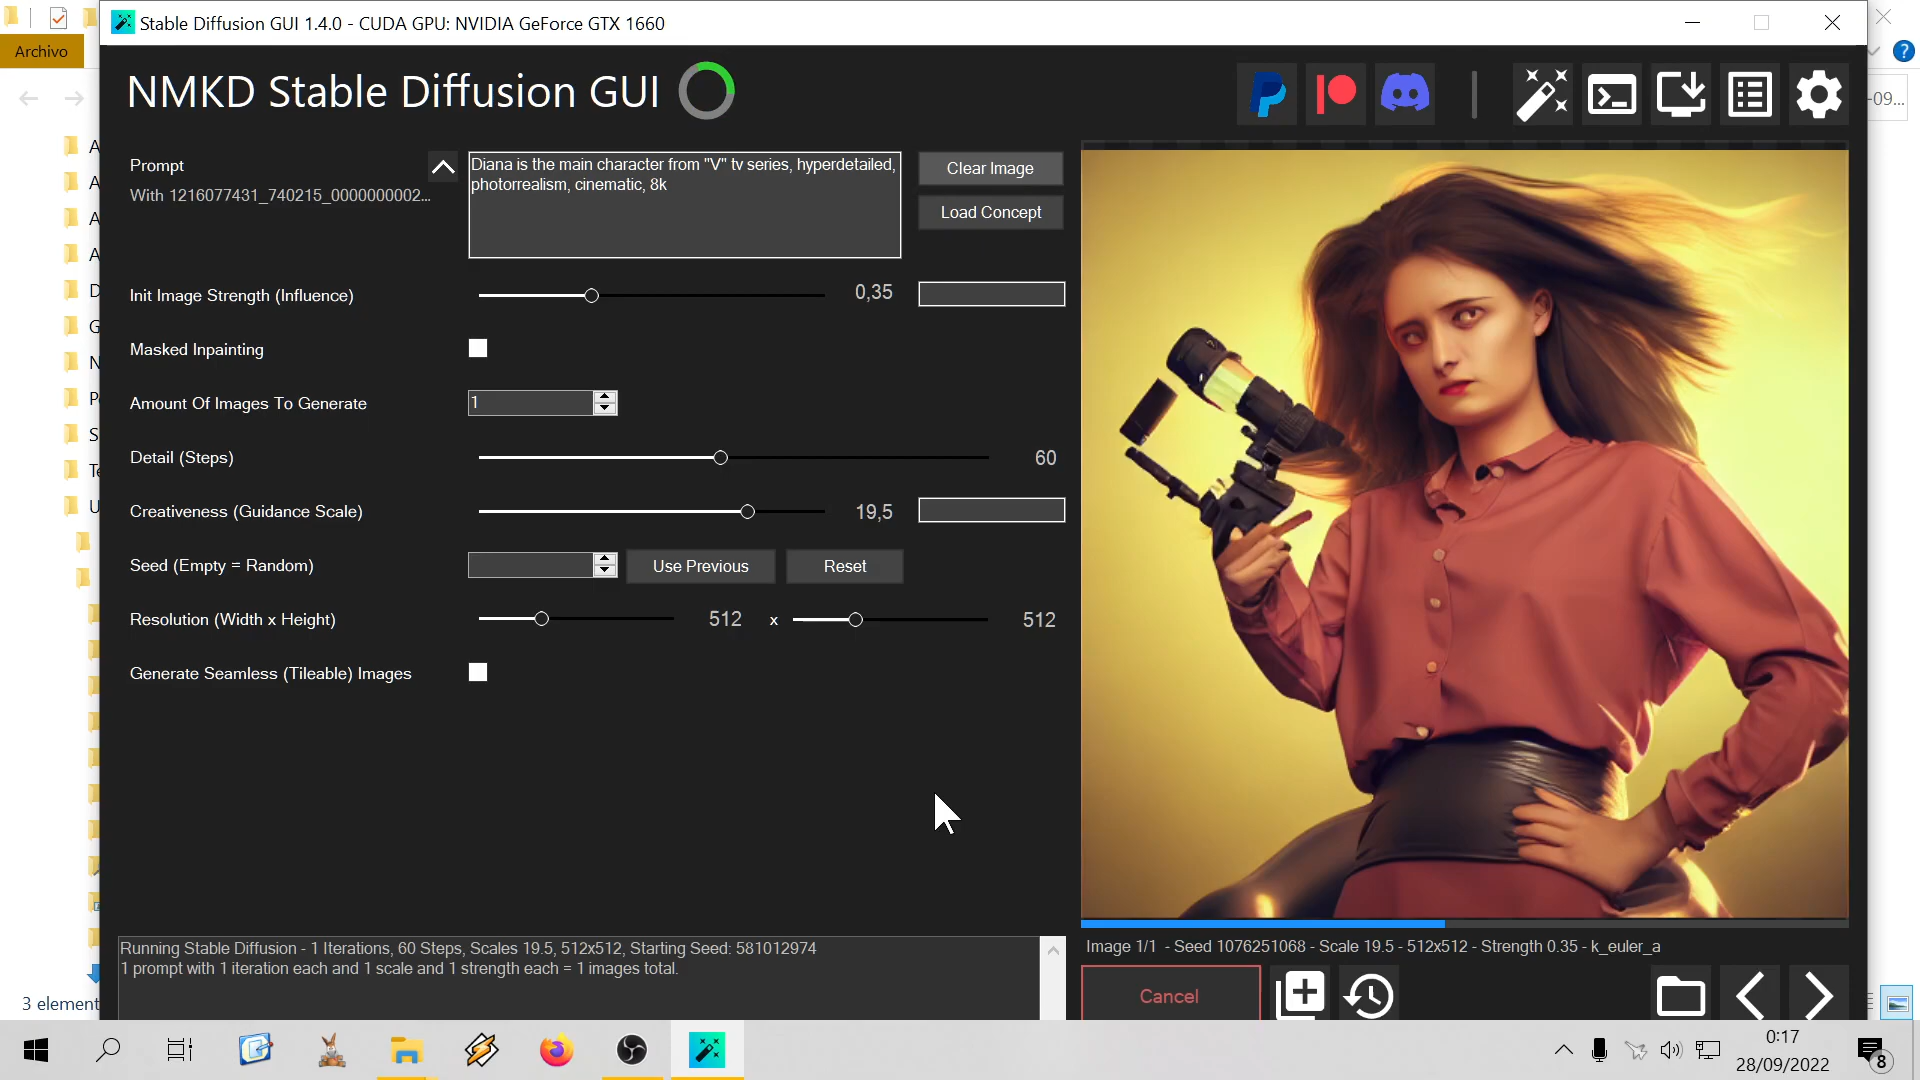 Stable Diffusion GUI 1.4.0 - CUDA GPU: NVIDIA GeForce GTX 1660
Archivo
NMKD Stable Diffusion GUI
-09...
Prompt
With 1216077431_740215_0000000002...
Diana is the main character from "V" tv series, hyperdetailed,
photorrealism, cinematic, 8k
Clear Image
Load Concept
Init Image Strength (Influence)
0,35
Masked Inpainting
Amount Of Images To Generate
1
Detail (Steps)
60
Creativeness (Guidance Scale)
19,5
Seed (Empty = Random)
Use Previous
Reset
Resolution (Width x Height)
512
x
512
Generate Seamless (Tileable) Images
A
A
A
A
D
G
N
S
Te
U
Running Stable Diffusion - 1 Iterations, 60 Steps, Scales 19.5, 512x512, Starting Seed: 581012974
1 prompt with 1 iteration each and 1 scale and 1 strength each = 1 images total.
Image 1/1 - Seed 1076251068 - Scale 19.5 - 512x512 - Strength 0.35 - k_euler_a
Cancel
3 element
0:17
28/09/2022
8